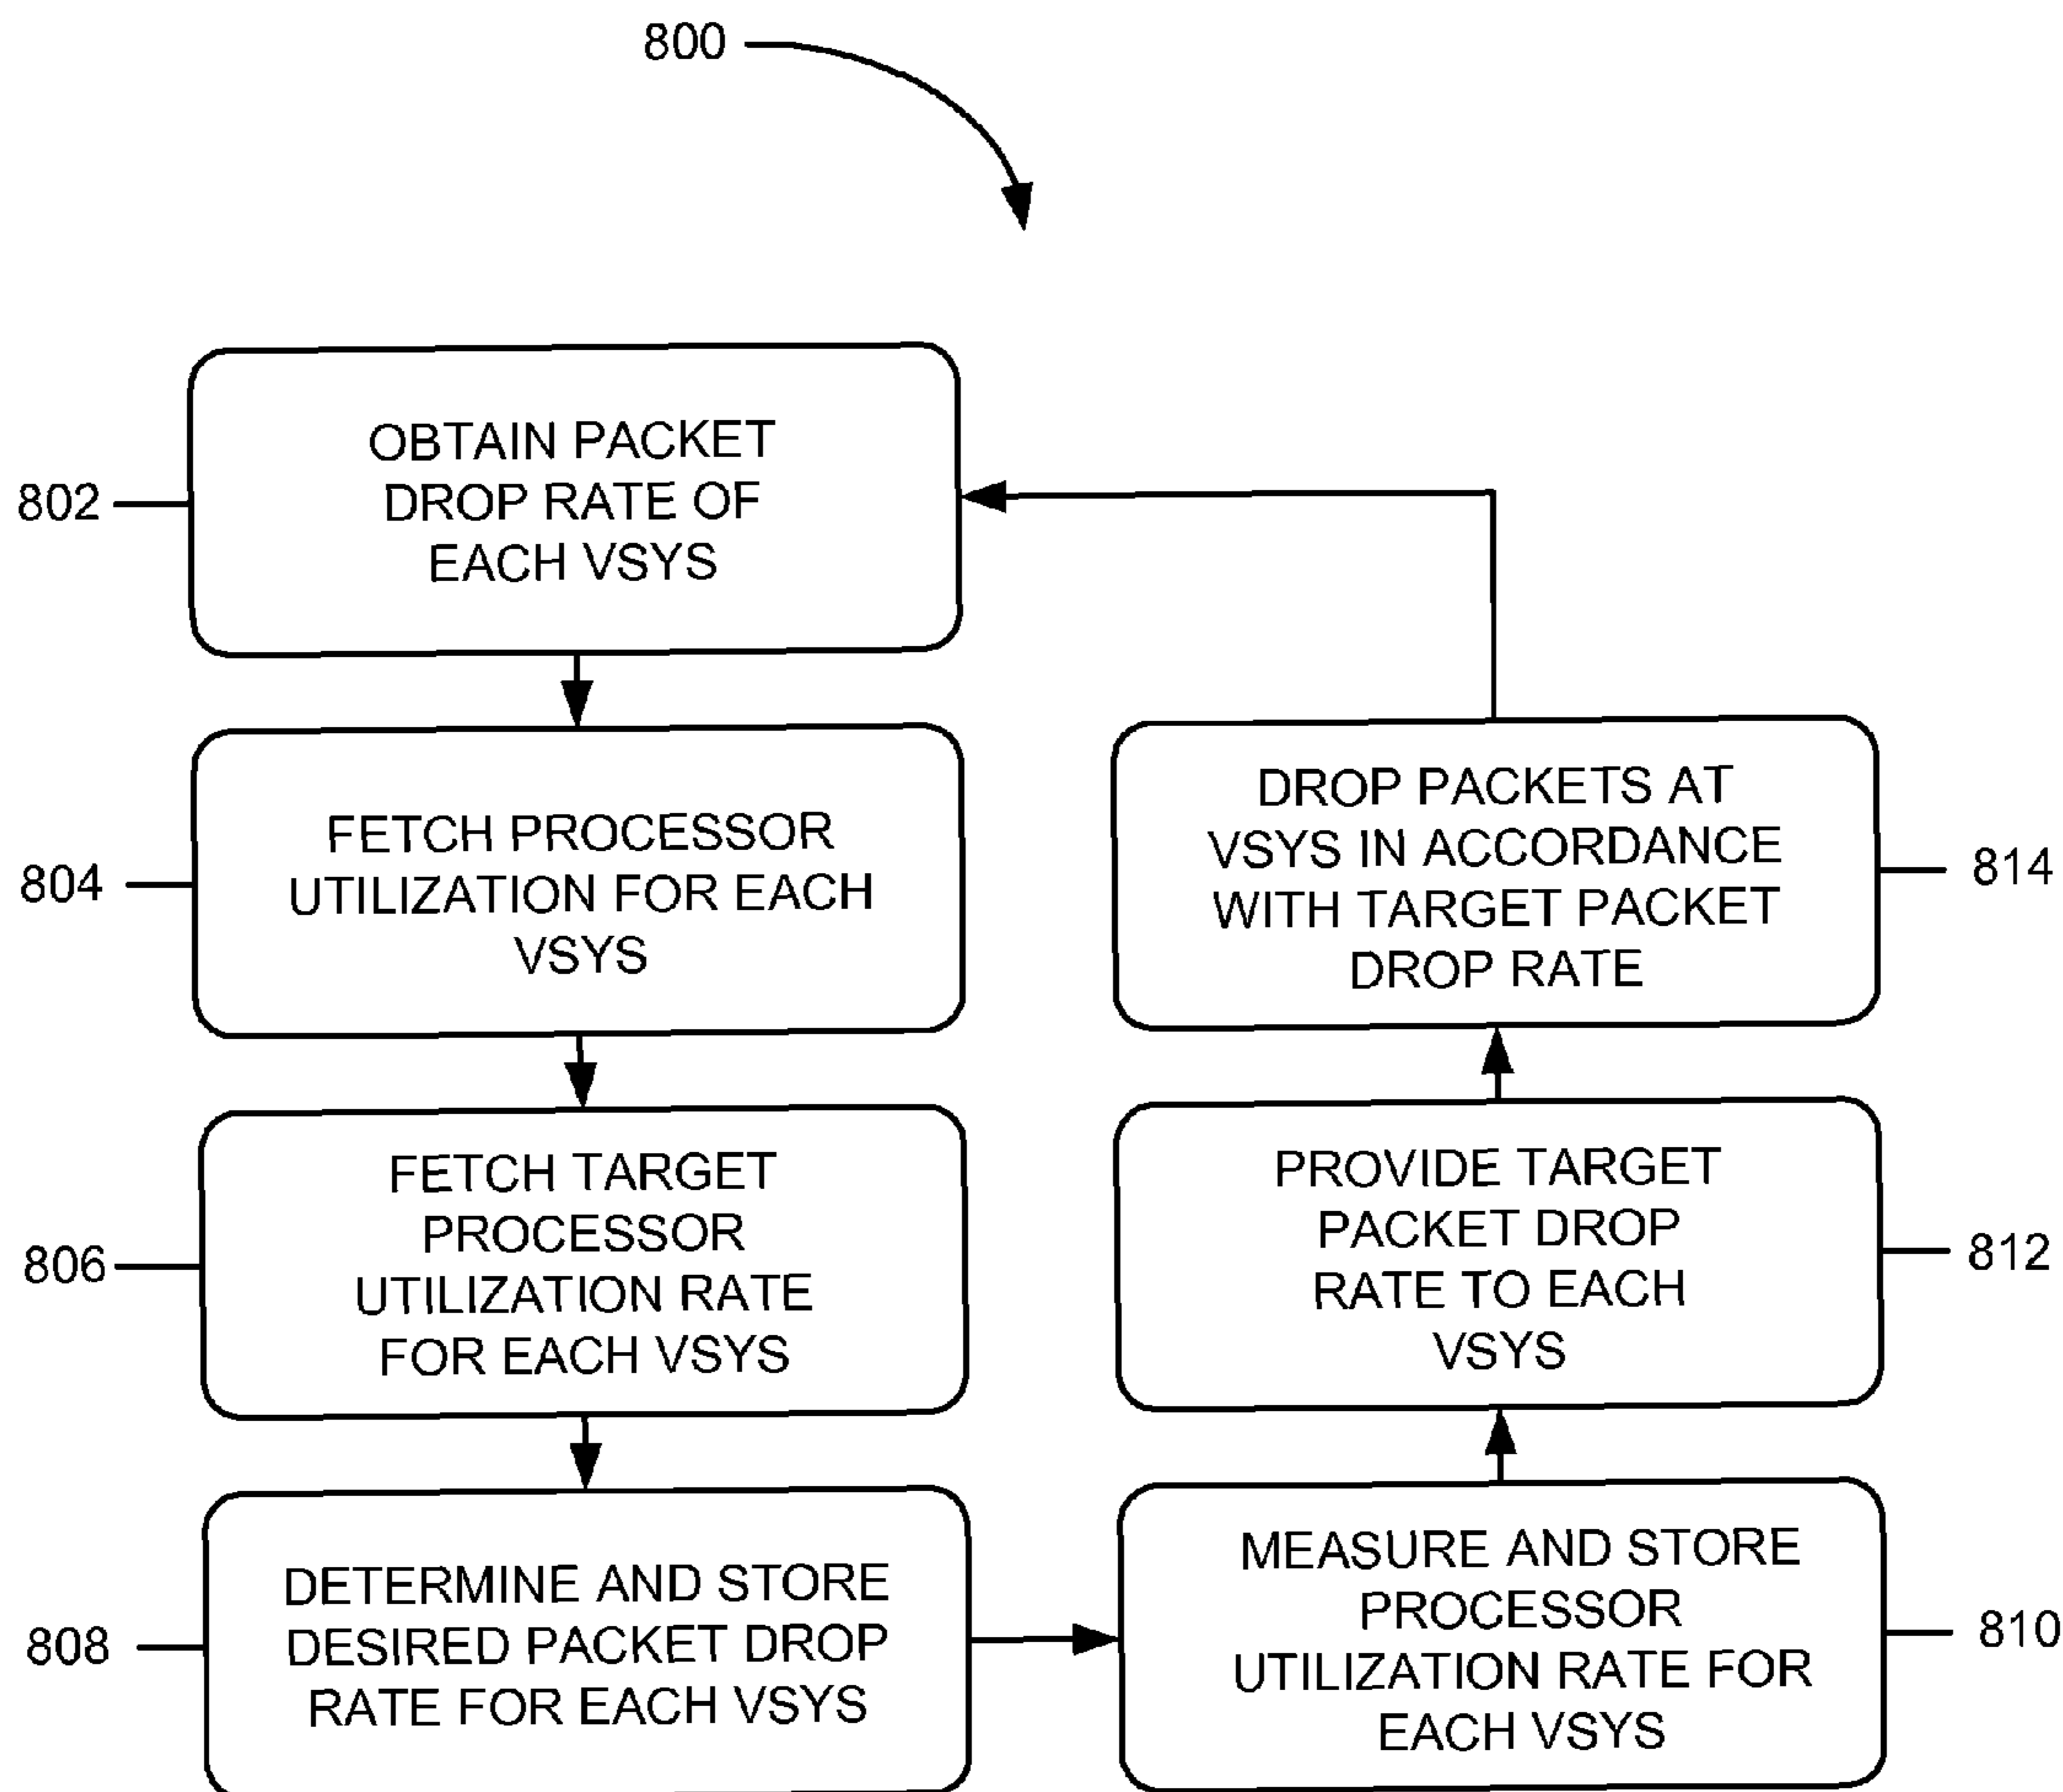 800
802
OBTAIN PACKET
DROP RATE OF
EACH VSYS
804
FETCH PROCESSOR
UTILIZATION FOR EACH
VSYS
806
FETCH TARGET
PROCESSOR
UTILIZATION RATE
FOR EACH VSYS
808
DETERMINE AND STORE
DESIRED PACKET DROP
RATE FOR EACH VSYS
MEASURE AND STORE
PROCESSOR
UTILIZATION RATE FOR
EACH VSYS
810
PROVIDE TARGET
PACKET DROP
RATE TO EACH
VSYS
812
DROP PACKETS AT
VSYS IN ACCORDANCE
WITH TARGET PACKET
DROP RATE
814